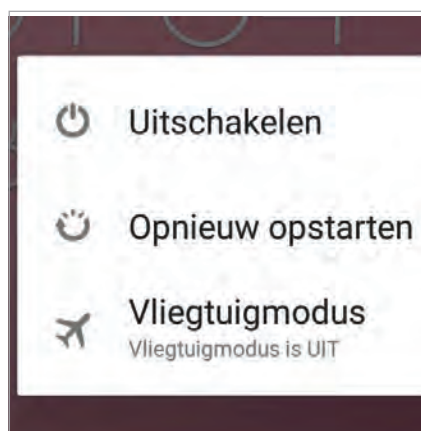 Uitschakelen
Opnieuw opstarten
Vliegtuigmodus
Vliegtuigmodus is UIT